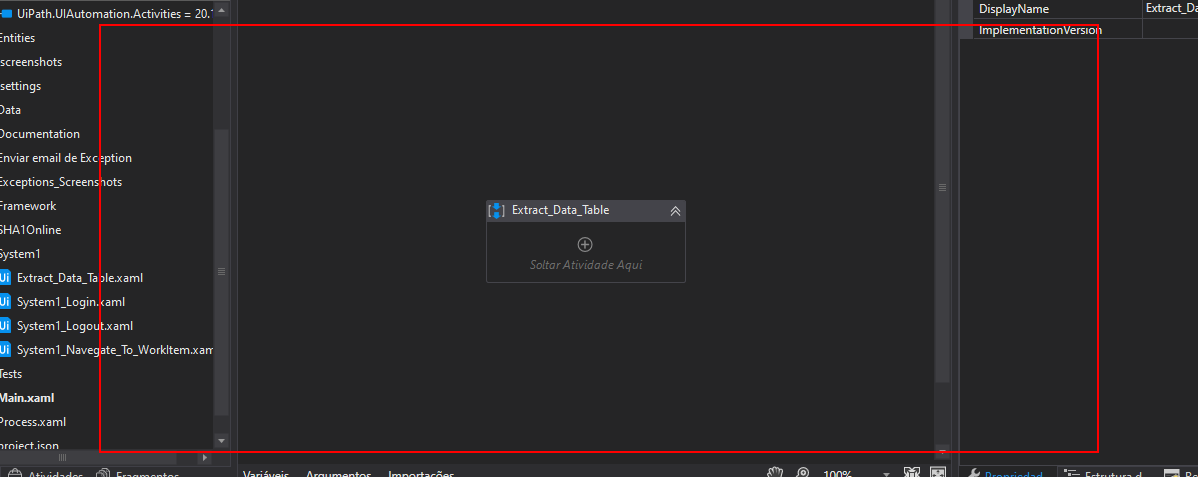 UiPath.UIAutomation.Activities = 20.
Entities
screenshots
settings
Data
Documentation
Enviar email de Exception
Exceptions_Screenshots
Framework
SHA1Online
System1
Ui Extract_Data_Table.xaml
Ui System1_Login.xaml
Ui System1_Logout.xaml
Ui System1_Navegate_To_WorkItem.xam
Tests
Main.xaml
Process.xaml
project.json
Atividades
Fragmentos
Extract_Data_Table
Soltar Atividade Aqui
Variáveis Argumentos Importações
100%
DisplayName Extract_Da
ImplementationVersion
Propriedad
Estrutura d
Re